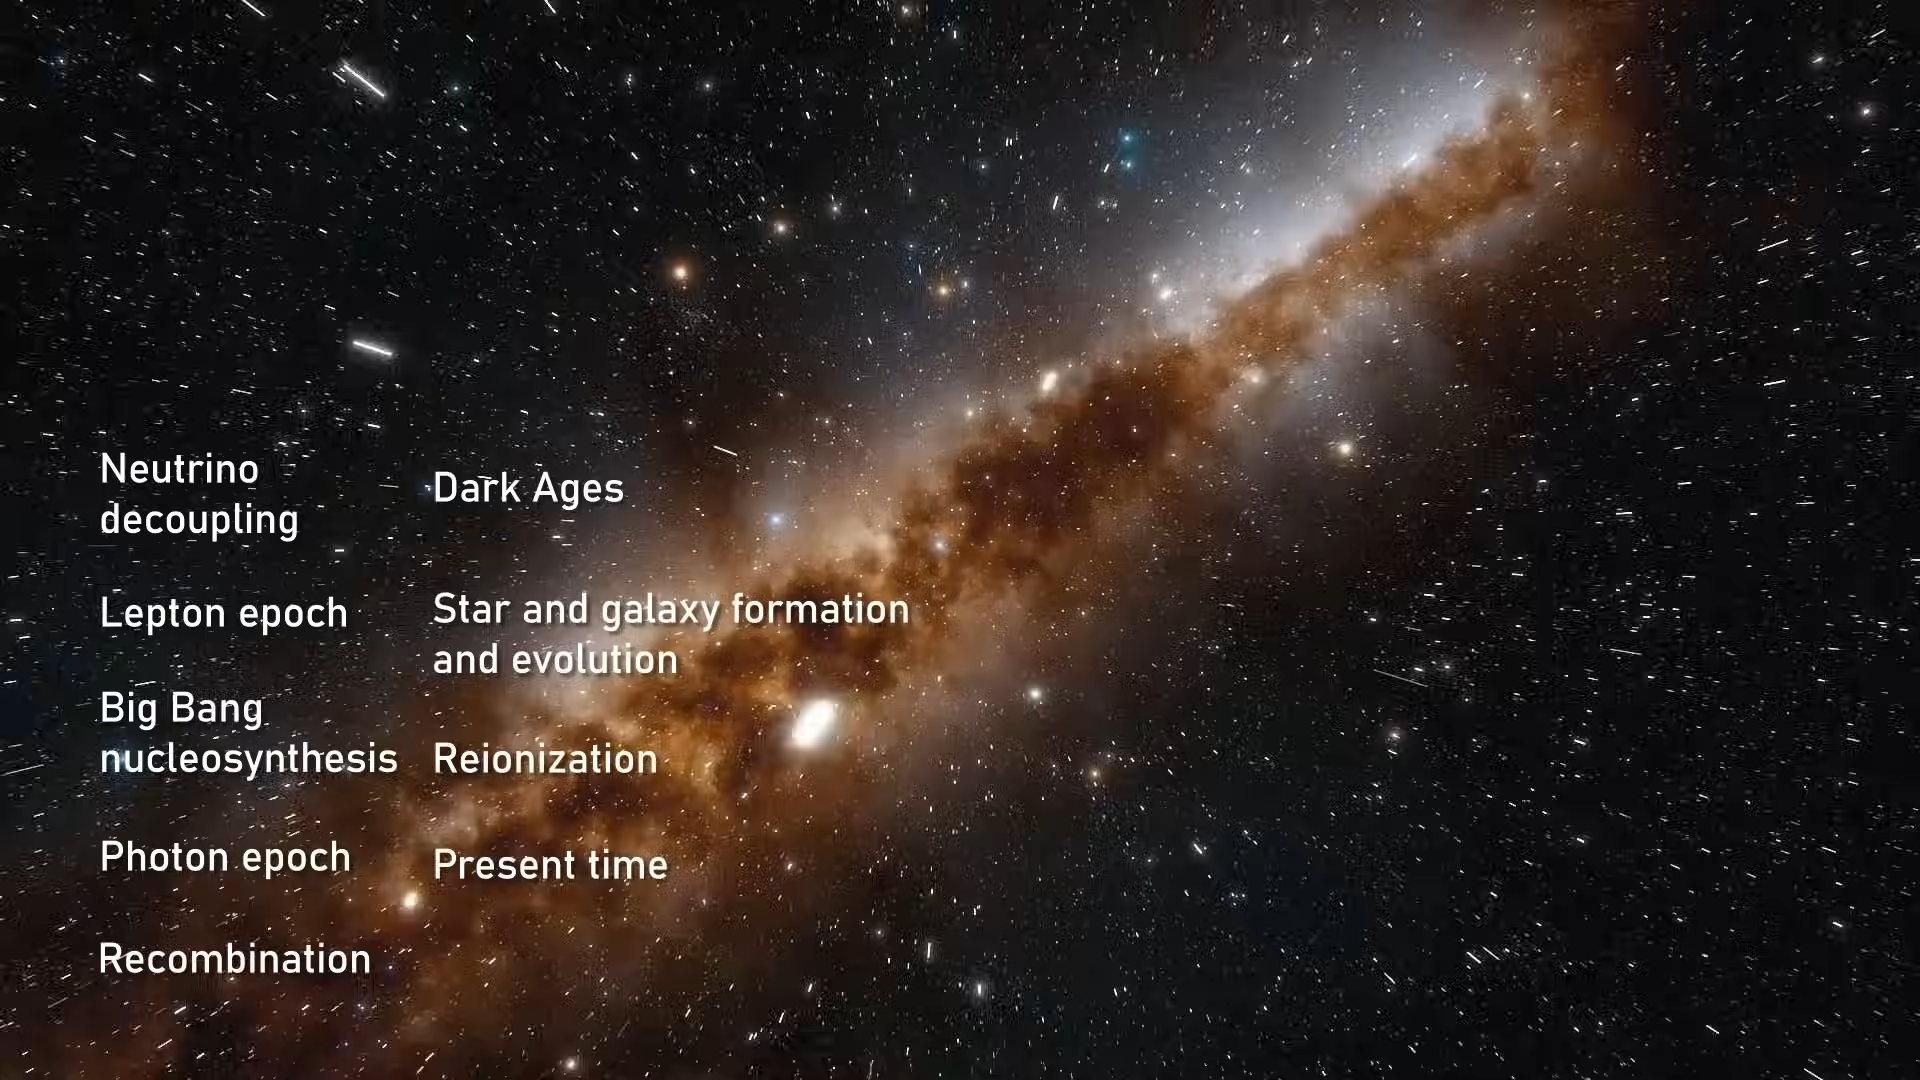 Neutrino
decoupling
Lepton epoch
Big Bang
nucleosynthesis
Photon epoch
Recombination
Dark Ages
Star and galaxy formation
and evolution
Reionization
Present time